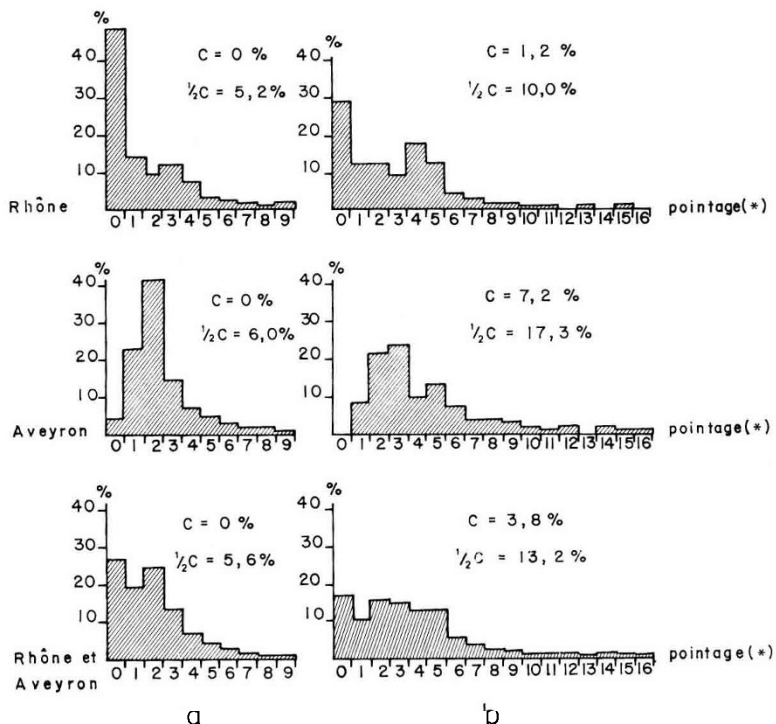 %
40
30
20
10
C = 0 %
½C = 5,2%
Rhône
0 1 2 3 4 5 6 7 8 9
40
30
20
10
C = 1,2 %
½C = 10,0%
0 1 2 3 4 5 6 7 8 9 10 11 12 13 14 15 16
pointage(*)
%
40
30
20
10
C = 0%
½C = 6,0%
Aveyron
0 1 2 3 4 5 6 7 8 9
40
30
20
10
C = 7,2 %
½C = 17,3%
0 1 2 3 4 5 6 7 8 9 10 11 12 13 14 15 16
pointage(*)
%
40
30
20
10
C = 0%
½C = 5,6%
Rhône et
Aveyron
0 1 2 3 4 5 6 7 8 9
40
30
20
10
C = 3,8%
½C = 13,2%
0 1 2 3 4 5 6 7 8 9 10 11 12 13 14 15 16
pointage(*)
a
b